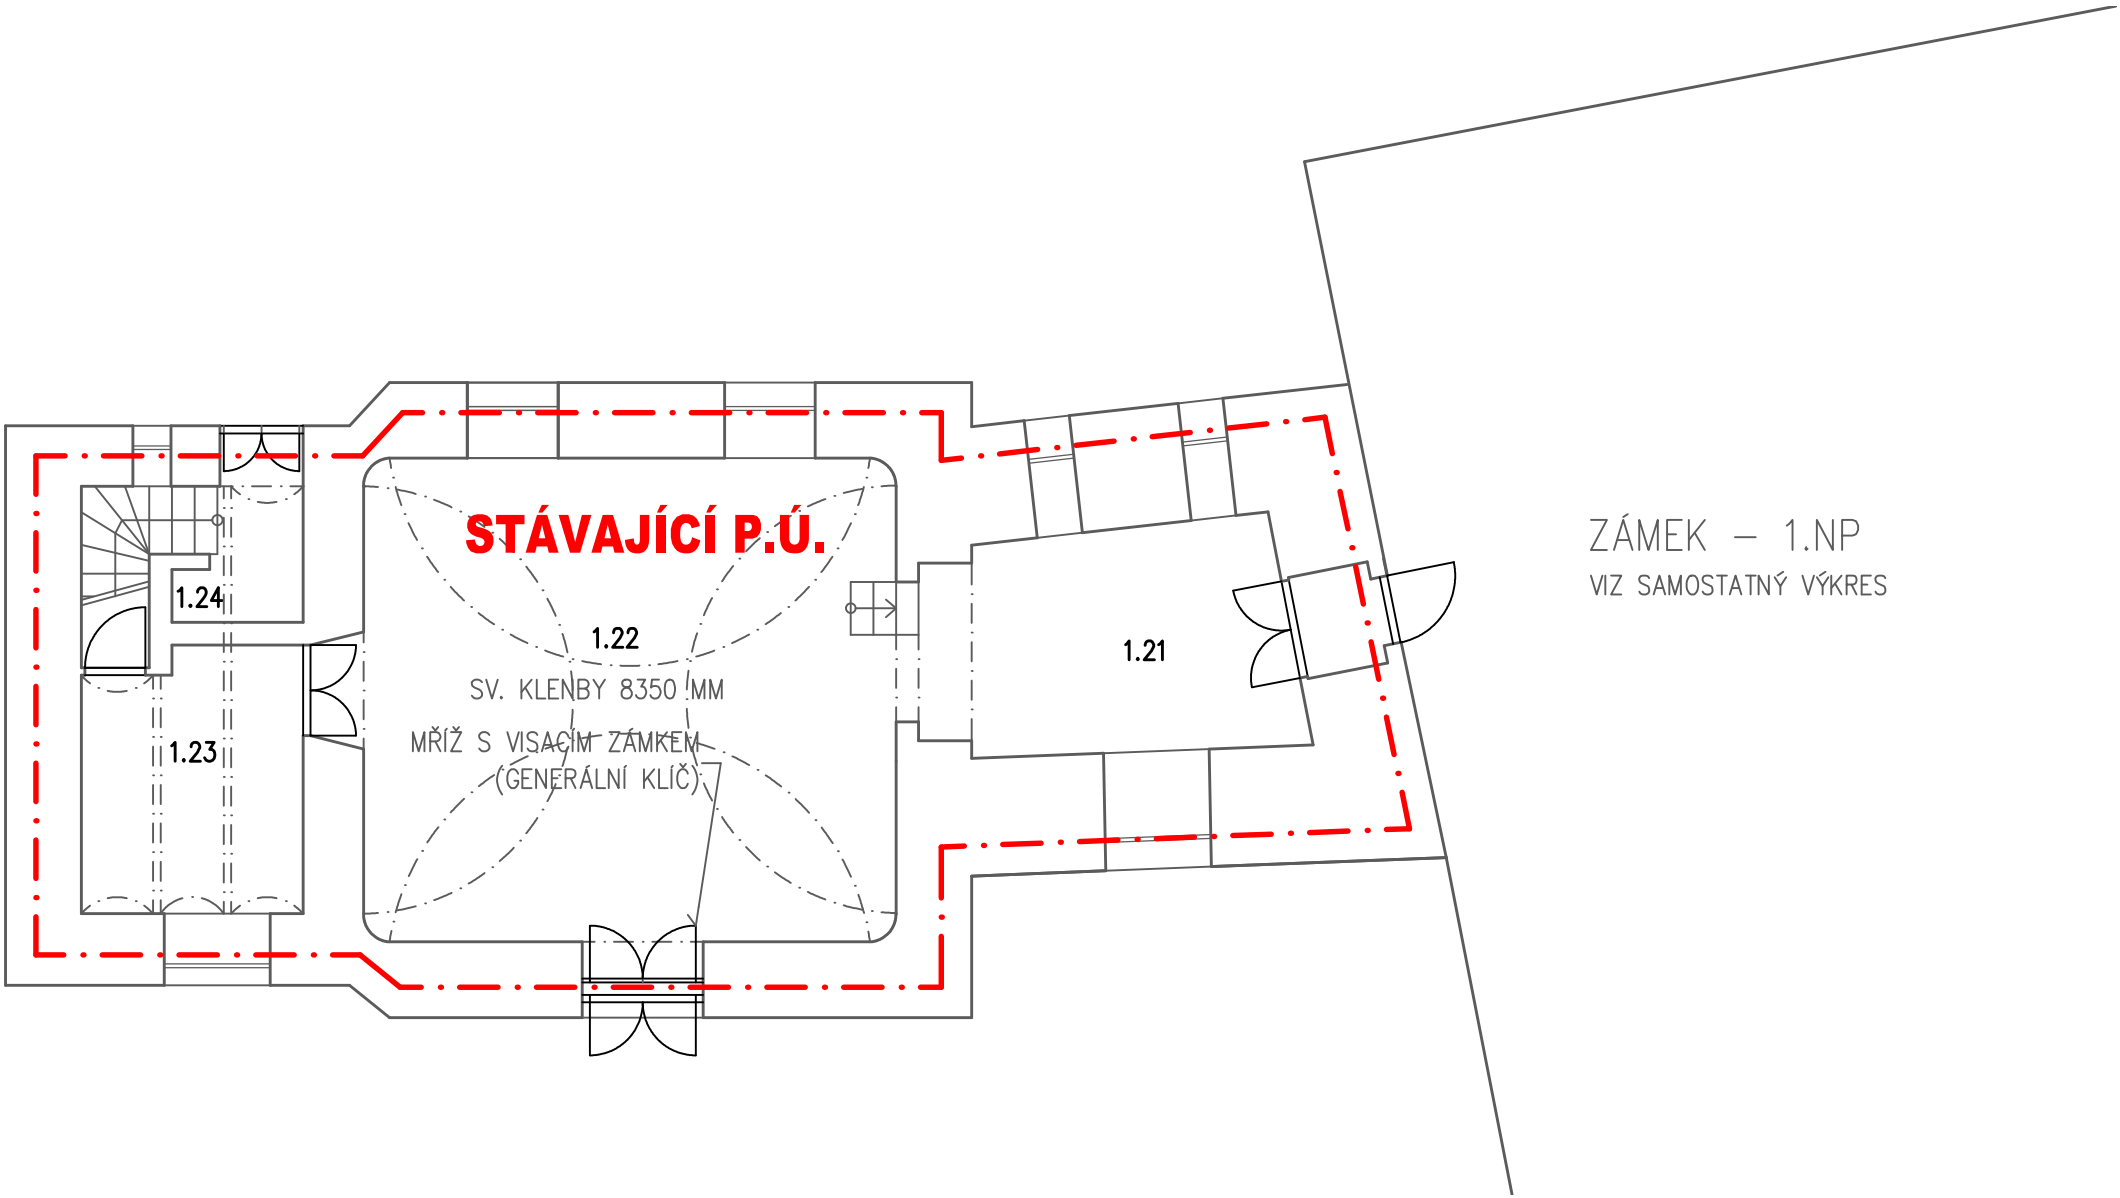 STÁVAJÍCÍ P.Ú.
ZÁMEK – 1.NP
VIZ SAMOSTATNÝ VÝKRES
1.24
1.22
1.21
SV. KLENBY 8350 MM
MŘÍŽ S VISACÍM ZÁMKEM
(GENERÁLNÍ KLÍČ)
1.23